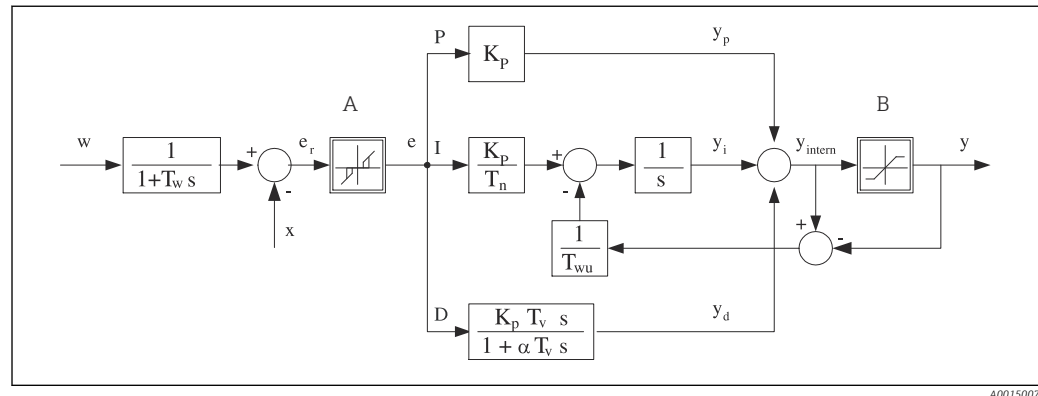 P
K_P
y_p
A
B
w
1
1+T_w s
+
-
e_r
e
I
K_P
T_n
+
-
1
s
y_i
y_intern
y
x
1
T_wu
+
-
D
K_p T_v s
1 + α T_v s
y_d
A0015007